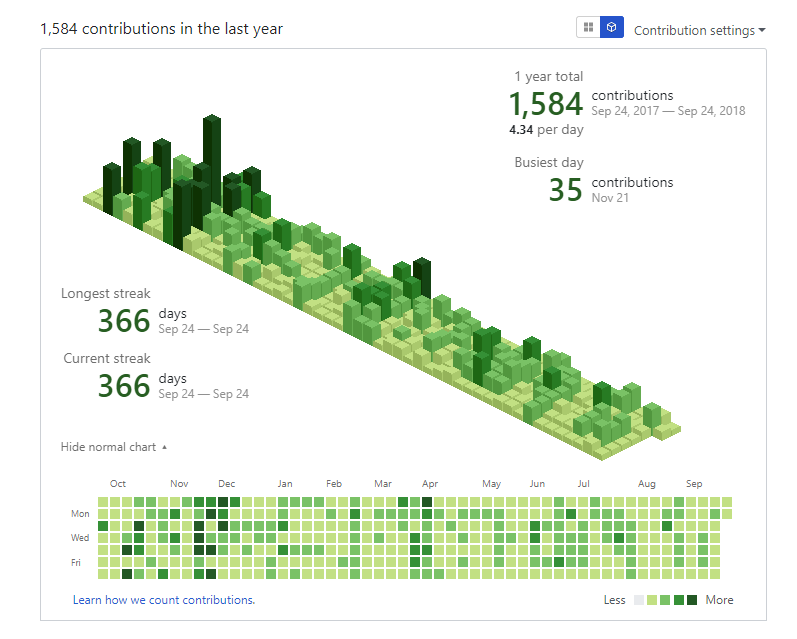 1,584 contributions in the last year
Contribution settings
1 year total
1,584 contributions
Sep 24, 2017 — Sep 24, 2018
4.34 per day
Busiest day
35 contributions
Nov 21
Longest streak
366 days
Sep 24 — Sep 24
Current streak
366 days
Sep 24 — Sep 24
Hide normal chart
Oct Nov Dec Jan Feb Mar Apr May Jun Jul Aug Sep
Mon
Wed
Fri
Learn how we count contributions.
Less More